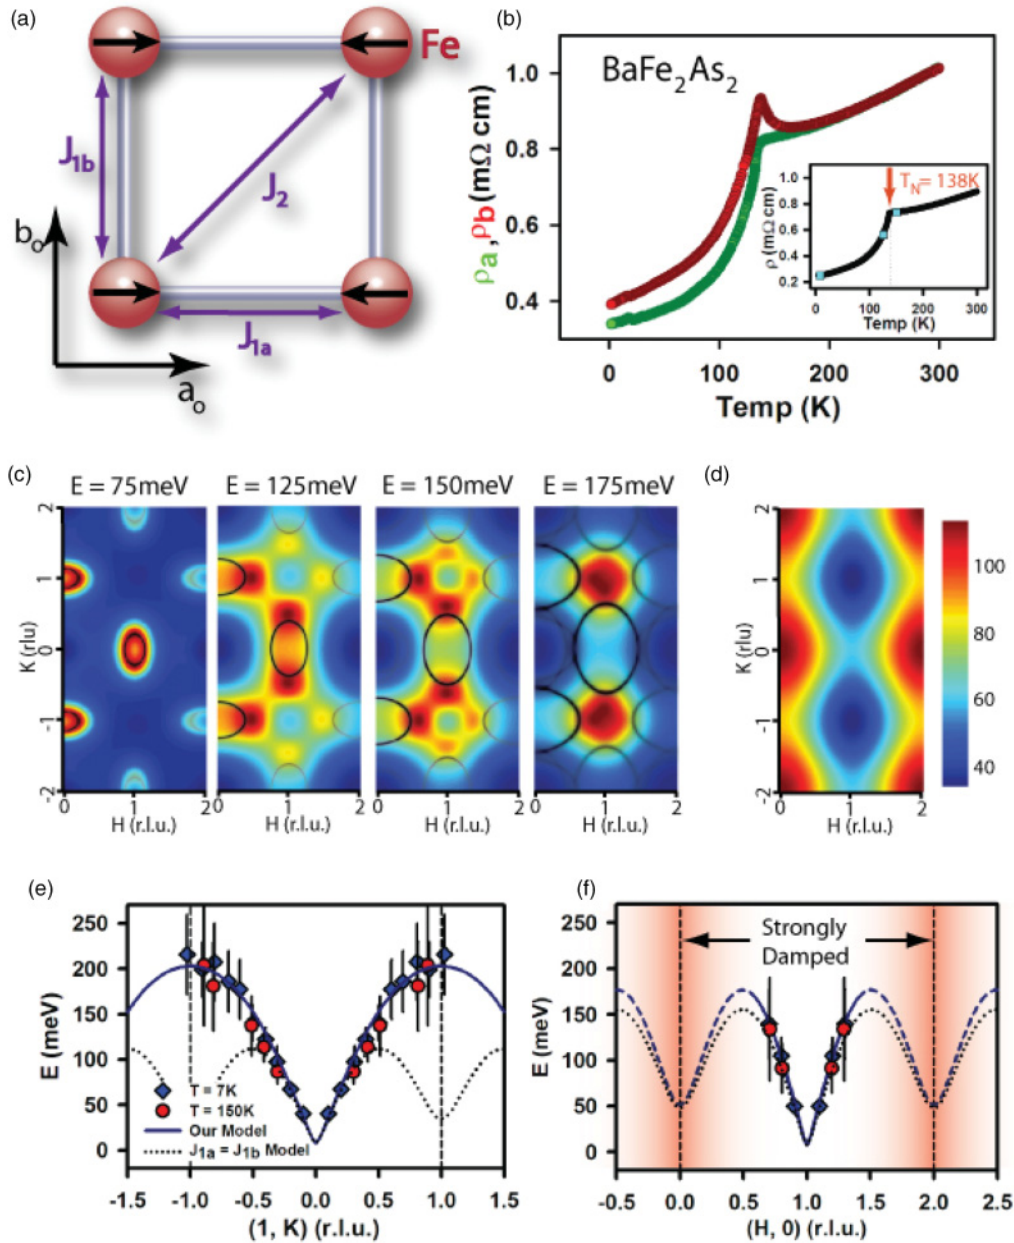 (a)
Fe
J1b
J2
J1a
bo
ao
(b)
BaFe2As2
ρa,ρb(mΩ cm)
1.0
0.8
0.6
0.4
0 100 200 300
Temp (K)
TN= 138K
ρ (mΩ cm)
1.0
0.8
0.6
0.4
0.2
0 100 200 300
Temp (K)
(c)
E = 75meV E = 125meV E = 150meV E = 175meV
K (rlu)
2
1
0
-1
-2
0 1 2 0 1 2 0 1 2 0 1 2
H (r.l.u.) H (r.l.u.) H (r.l.u.) H (r.l.u.)
(d)
K (rlu)
2
1
0
-1
-2
0 1 2
H (r.l.u.)
100
80
60
40
(e)
E (meV)
250
200
150
100
50
0
T = 7K
T = 150K
Our Model
J1a = J1b Model
-1.5 -1.0 -0.5 0.0 0.5 1.0 1.5
(1, K) (r.l.u.)
(f)
Strongly
Damped
E (meV)
250
200
150
100
50
0
-0.5 0.0 0.5 1.0 1.5 2.0 2.5
(H, 0) (r.l.u.)